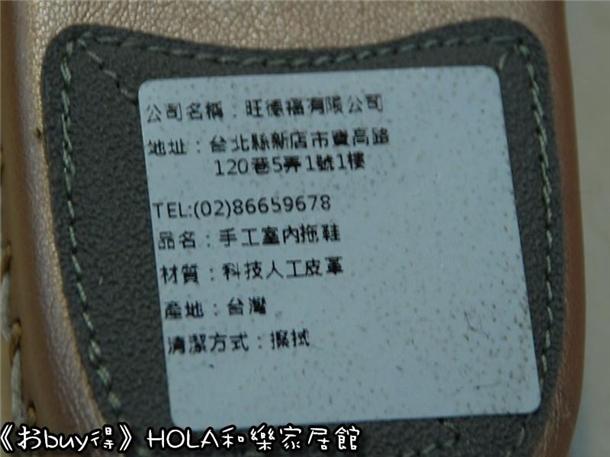 公司名稱：旺德福有限公司
地址：台北縣新店市寶高路
120巷5弄1號1樓
TEL:(02)86659678
品名：手工室內拖鞋
材質：科技人工皮革
產地：台灣
清潔方式：擦拭
《おbuy得》HOLA和樂家居館